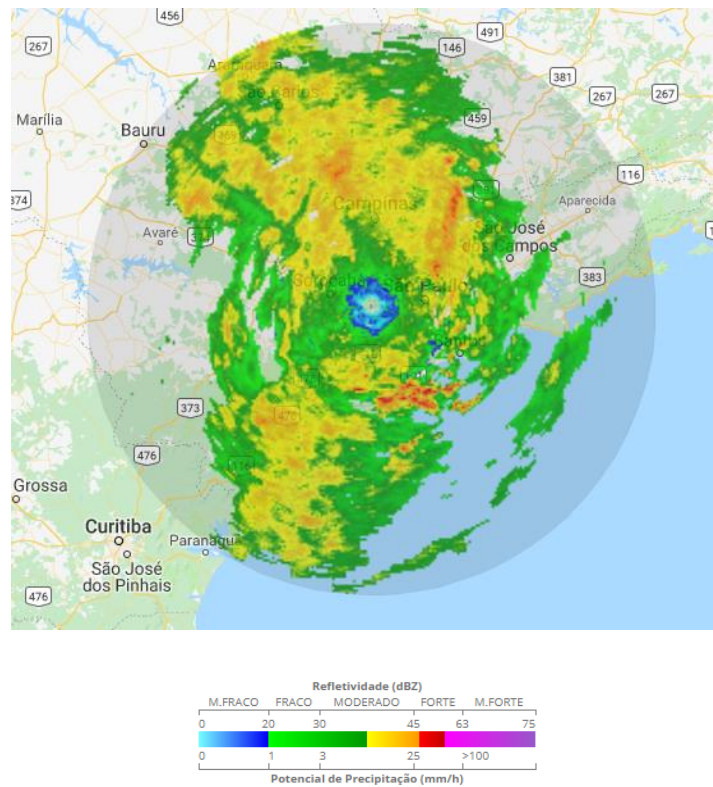 456
491
267
146
Araraquara
381
São Carlos
267
267
Marília
Bauru
459
369
116
374
381
Aparecida
Campinas
Avaré
374
São José
dos Campos
383
Sorocaba
São Paulo
Santos
373
478
476
116
Grossa
Curitiba
Paranaguá
São José
dos Pinhais
476
Refletividade (dBZ)
M.FRACO FRACO MODERADO FORTE M.FORTE
0 20 30 45 63 75
0 1 3 25 >100
Potencial de Precipitação (mm/h)